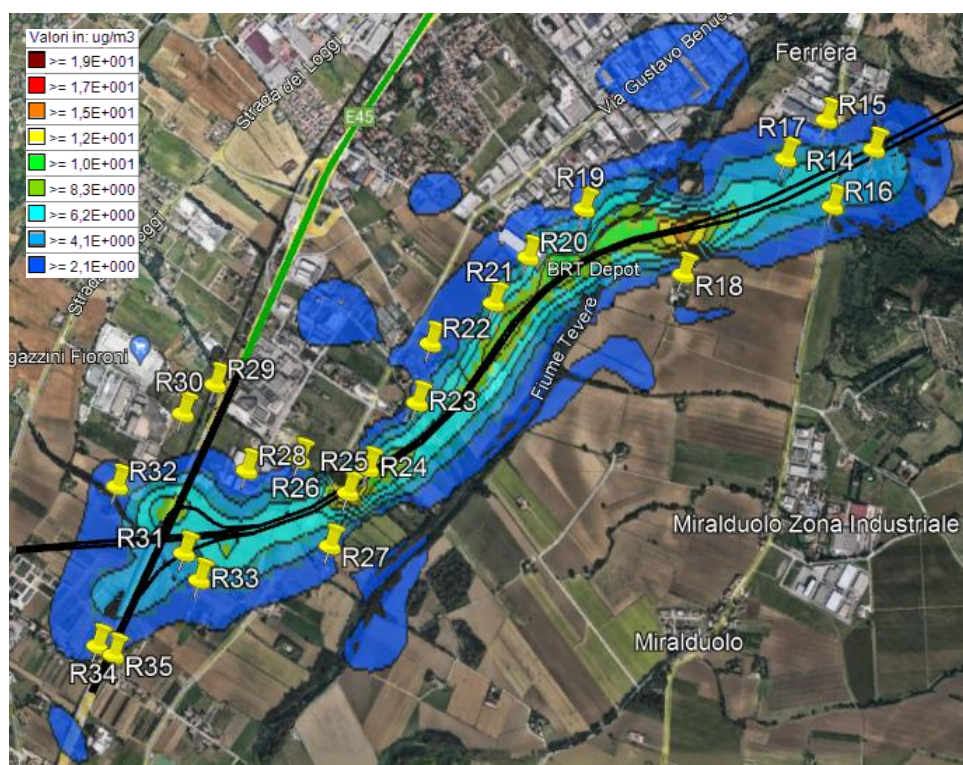 Valori in: ug/m3
>= 1,9E+001
>= 1,7E+001
>= 1,5E+001
>= 1,2E+001
>= 1,0E+001
>= 8,3E+000
>= 6,2E+000
>= 4,1E+000
>= 2,1E+000
Strada dei Loggi
E45
Via Gustavo Benucc
Ferriera
R15
R17
R14
R16
R19
R20
BRT Depot
R21
R18
R22
Fiume Tevere
R23
gazzini Fioroni
R29
R30
R28
R25
R24
R26
R32
R31
R27
R33
Miralduolo Zona Industriale
Miralduolo
R34
R35